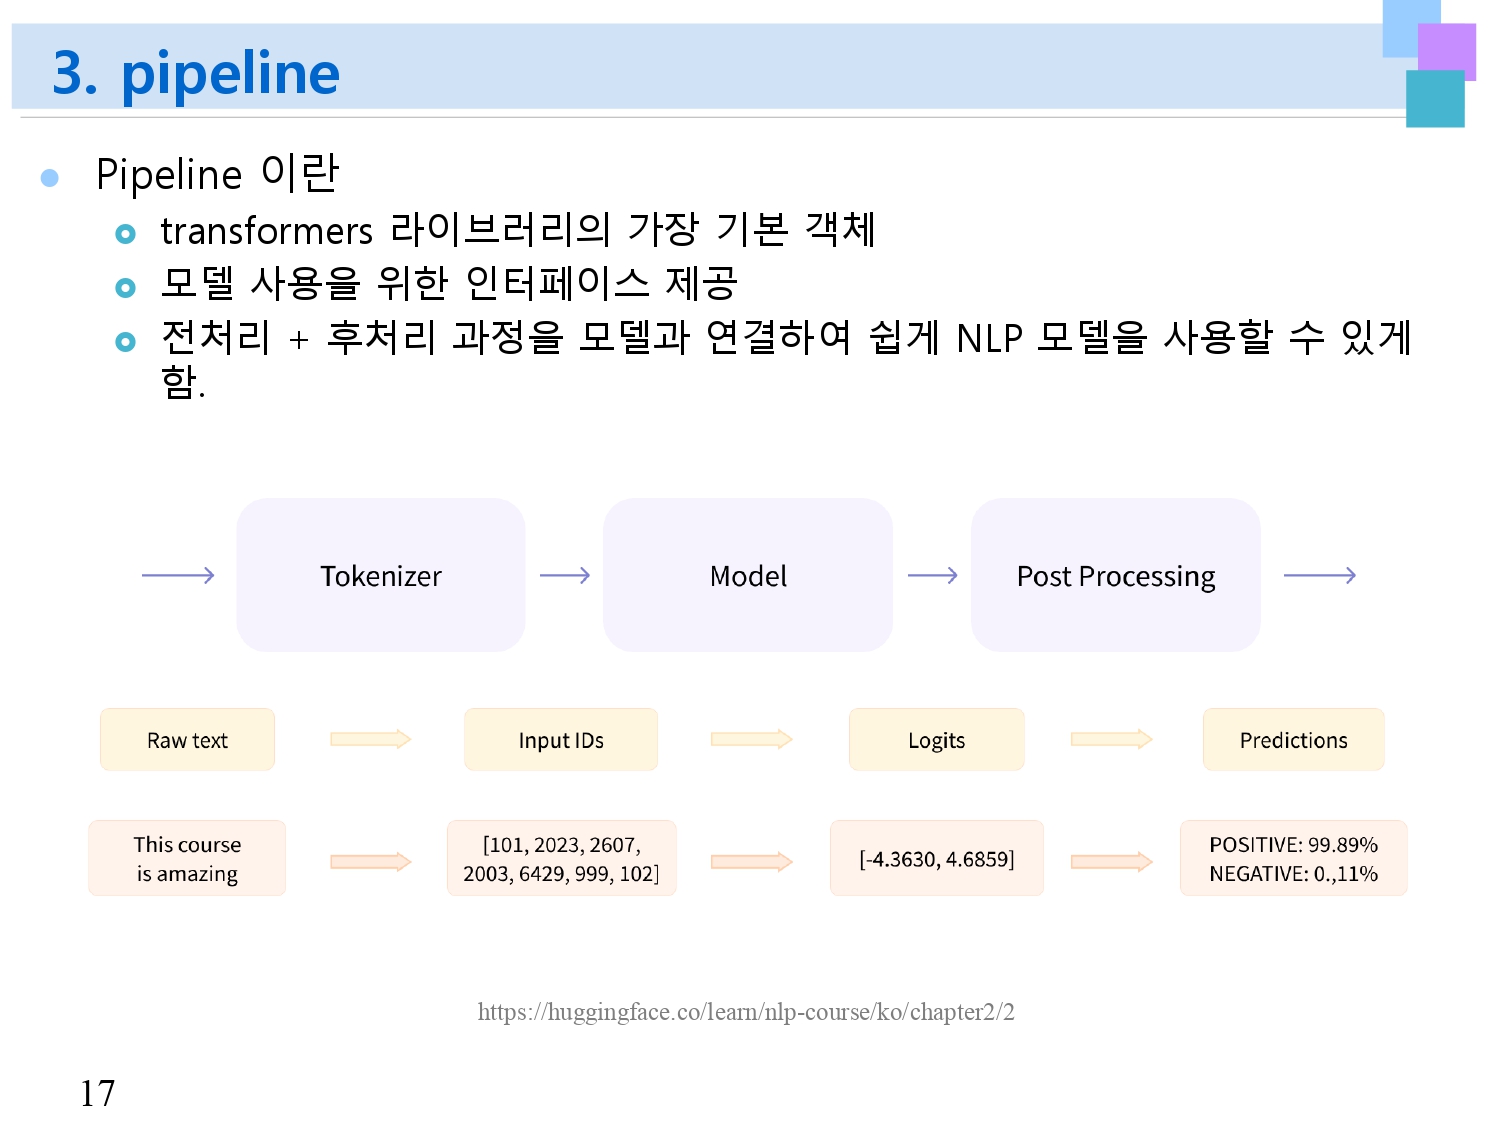 3. pipeline
Pipeline 이란
transformers 라이브러리의 가장 기본 객체
모델 사용을 위한 인터페이스 제공
전처리 + 후처리 과정을 모델과 연결하여 쉽게 NLP 모델을 사용할 수 있게
함.
Tokenizer
Model
Post Processing
Raw text
Input IDs
Logits
Predictions
This course
is amazing
[101, 2023, 2607,
2003, 6429, 999, 102]
[-4.3630, 4.6859]
POSITIVE: 99.89%
NEGATIVE: 0.,11%
https://huggingface.co/learn/nlp-course/ko/chapter2/2
17